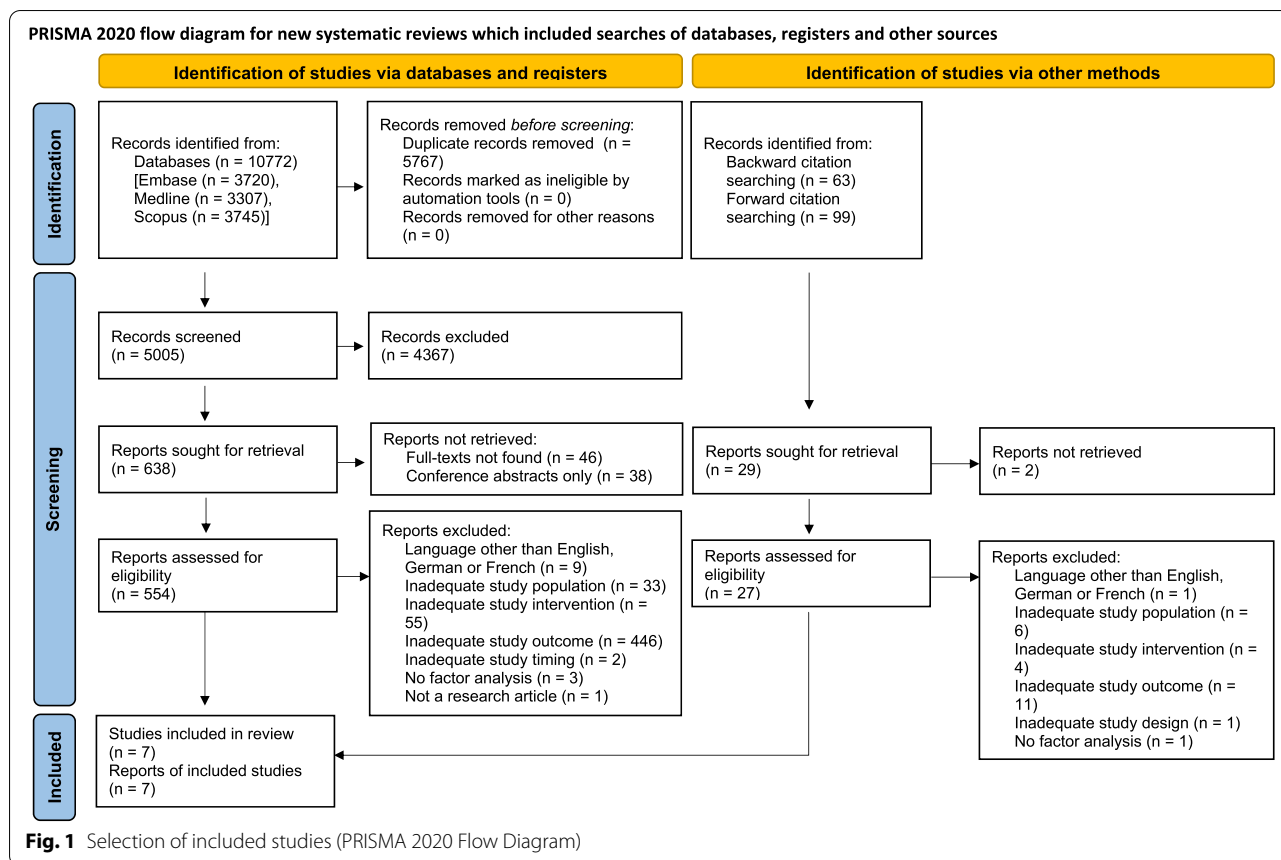 PRISMA 2020 flow diagram for new systematic reviews which included searches of databases, registers and other sources
Identification of studies via databases and registers
Identification of studies via other methods
Identification
Records identified from:
Databases (n = 10772)
[Embase (n = 3720),
Medline (n = 3307),
Scopus (n = 3745)]
Records removed before screening:
Duplicate records removed (n =
5767)
Records marked as ineligible by
automation tools (n = 0)
Records removed for other reasons
(n = 0)
Records identified from:
Backward citation
searching (n = 63)
Forward citation
searching (n = 99)
Screening
Records screened
(n = 5005)
Records excluded
(n = 4367)
Reports sought for retrieval
(n = 638)
Reports not retrieved:
Full-texts not found (n = 46)
Conference abstracts only (n = 38)
Reports sought for retrieval
(n = 29)
Reports not retrieved
(n = 2)
Reports assessed for
eligibility
(n = 554)
Reports excluded:
Language other than English,
German or French (n = 9)
Inadequate study population (n = 33)
Inadequate study intervention (n =
55)
Inadequate study outcome (n = 446)
Inadequate study timing (n = 2)
No factor analysis (n = 3)
Not a research article (n = 1)
Reports assessed for
eligibility
(n = 27)
Reports excluded:
Language other than English,
German or French (n = 1)
Inadequate study population (n =
6)
Inadequate study intervention (n =
4)
Inadequate study outcome (n =
11)
Inadequate study design (n = 1)
No factor analysis (n = 1)
Included
Studies included in review
(n = 7)
Reports of included studies
(n = 7)
Fig. 1 Selection of included studies (PRISMA 2020 Flow Diagram)